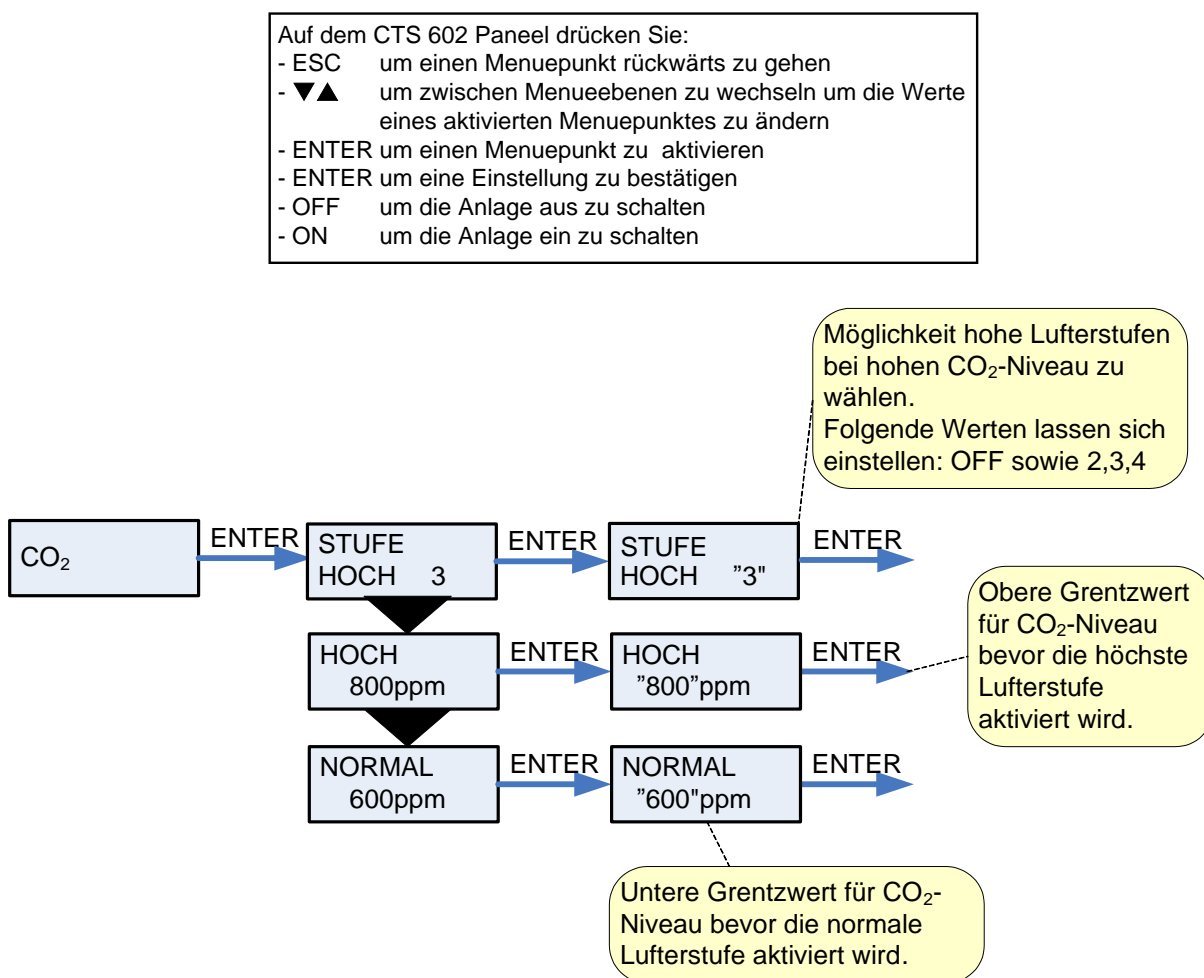 Auf dem CTS 602 Paneel drücken Sie:
- ESC um einen Menuepunkt rückwärts zu gehen
- ▼▲ um zwischen Menueebenen zu wechseln um die Werte
eines aktivierten Menuepunktes zu ändern
- ENTER um einen Menuepunkt zu aktivieren
- ENTER um eine Einstellung zu bestätigen
- OFF um die Anlage aus zu schalten
- ON um die Anlage ein zu schalten
Möglichkeit hohe Lufterstufen
bei hohen CO₂-Niveau zu
wählen.
Folgende Werten lassen sich
einstellen: OFF sowie 2,3,4
CO₂
ENTER
STUFE
HOCH 3
ENTER
STUFE
HOCH ”3"
ENTER
HOCH
800ppm
ENTER
HOCH
”800”ppm
ENTER
Obere Grentzwert
für CO₂-Niveau
bevor die höchste
Lufterstufe
aktiviert wird.
NORMAL
600ppm
ENTER
NORMAL
”600"ppm
ENTER
Untere Grentzwert für CO₂-
Niveau bevor die normale
Lufterstufe aktiviert wird.